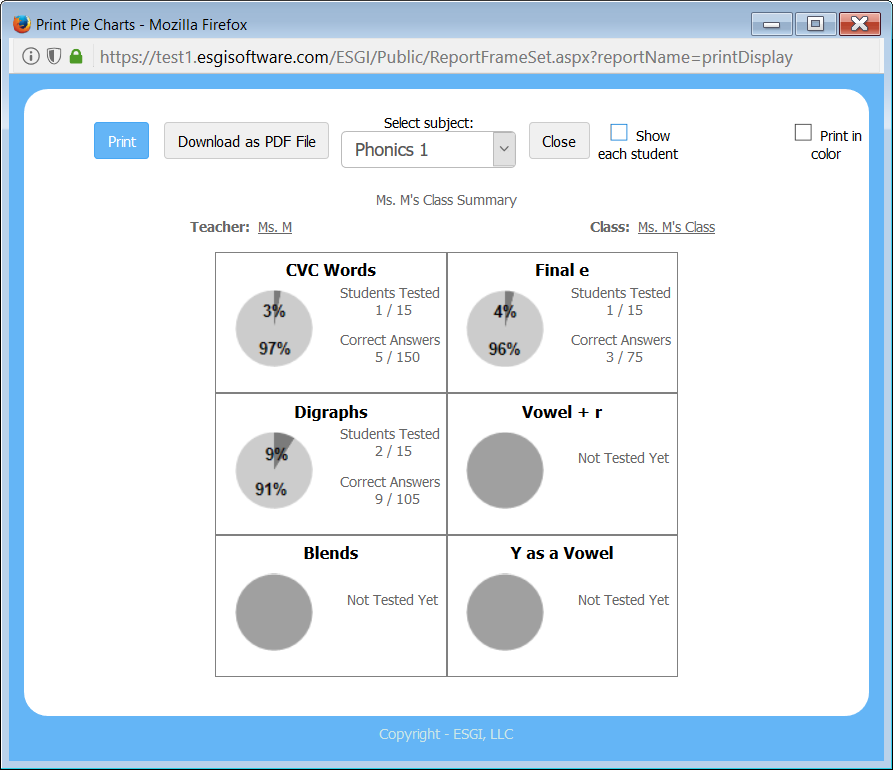 Print Pie Charts - Mozilla Firefox
https://test1.esgisoftware.com/ESGI/Public/ReportFrameSet.aspx?reportName=printDisplay
Print
Download as PDF File
Select subject:
Phonics 1
Close
Show
each student
Print in
color
Ms. M's Class Summary
Teacher: Ms. M
Class: Ms. M's Class
CVC Words
3%
97%
Students Tested
1 / 15
Correct Answers
5 / 150
Final e
4%
96%
Students Tested
1 / 15
Correct Answers
3 / 75
Digraphs
9%
91%
Students Tested
2 / 15
Correct Answers
9 / 105
Vowel + r
Not Tested Yet
Blends
Not Tested Yet
Y as a Vowel
Not Tested Yet
Copyright - ESGI, LLC